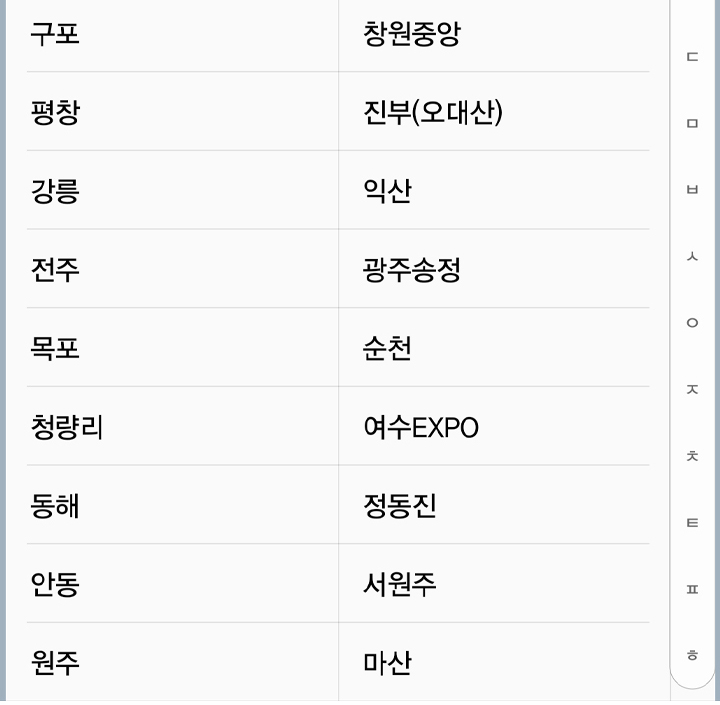 구포 창원중앙
평창 진부(오대산)
강릉 익산
전주 광주송정
목포 순천
청량리 여수EXPO
동해 정동진
안동 서원주
원주 마산
ㄷ
ㅁ
ㅂ
ㅅ
ㅇ
ㅈ
ㅊ
ㅌ
ㅍ
ㅎ